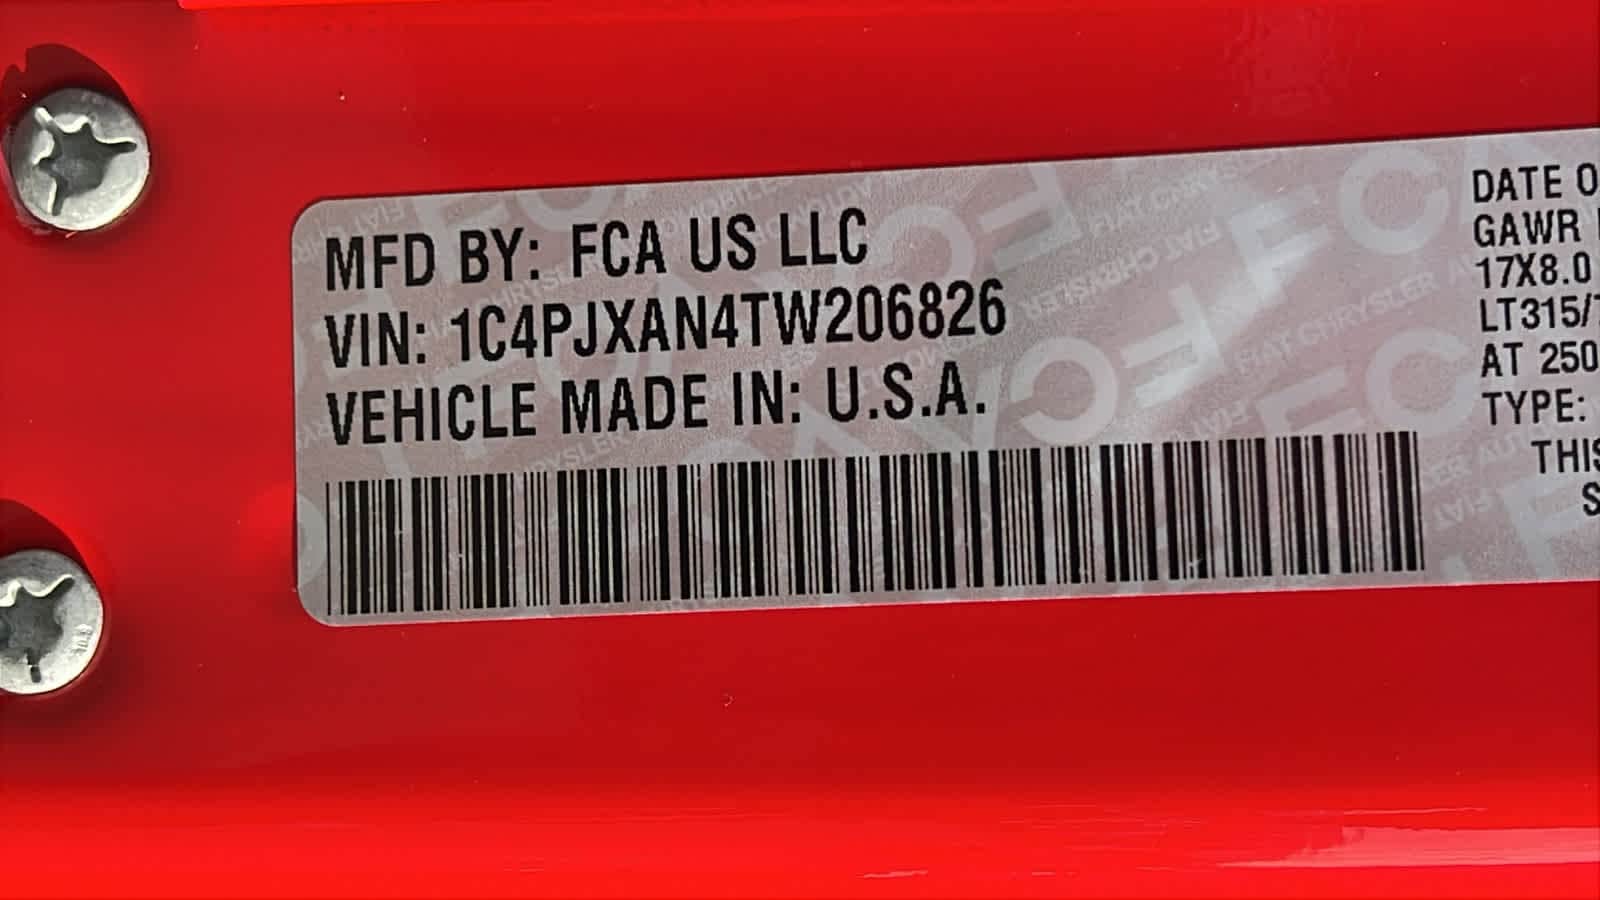 MFD BY: FCA US LLC
VIN: 1C4PJXAN4TW206826
VEHICLE MADE IN: U.S.A.
DATE O
GAWR
17X8.0
LT315/7
AT 250
TYPE:
THIS
S